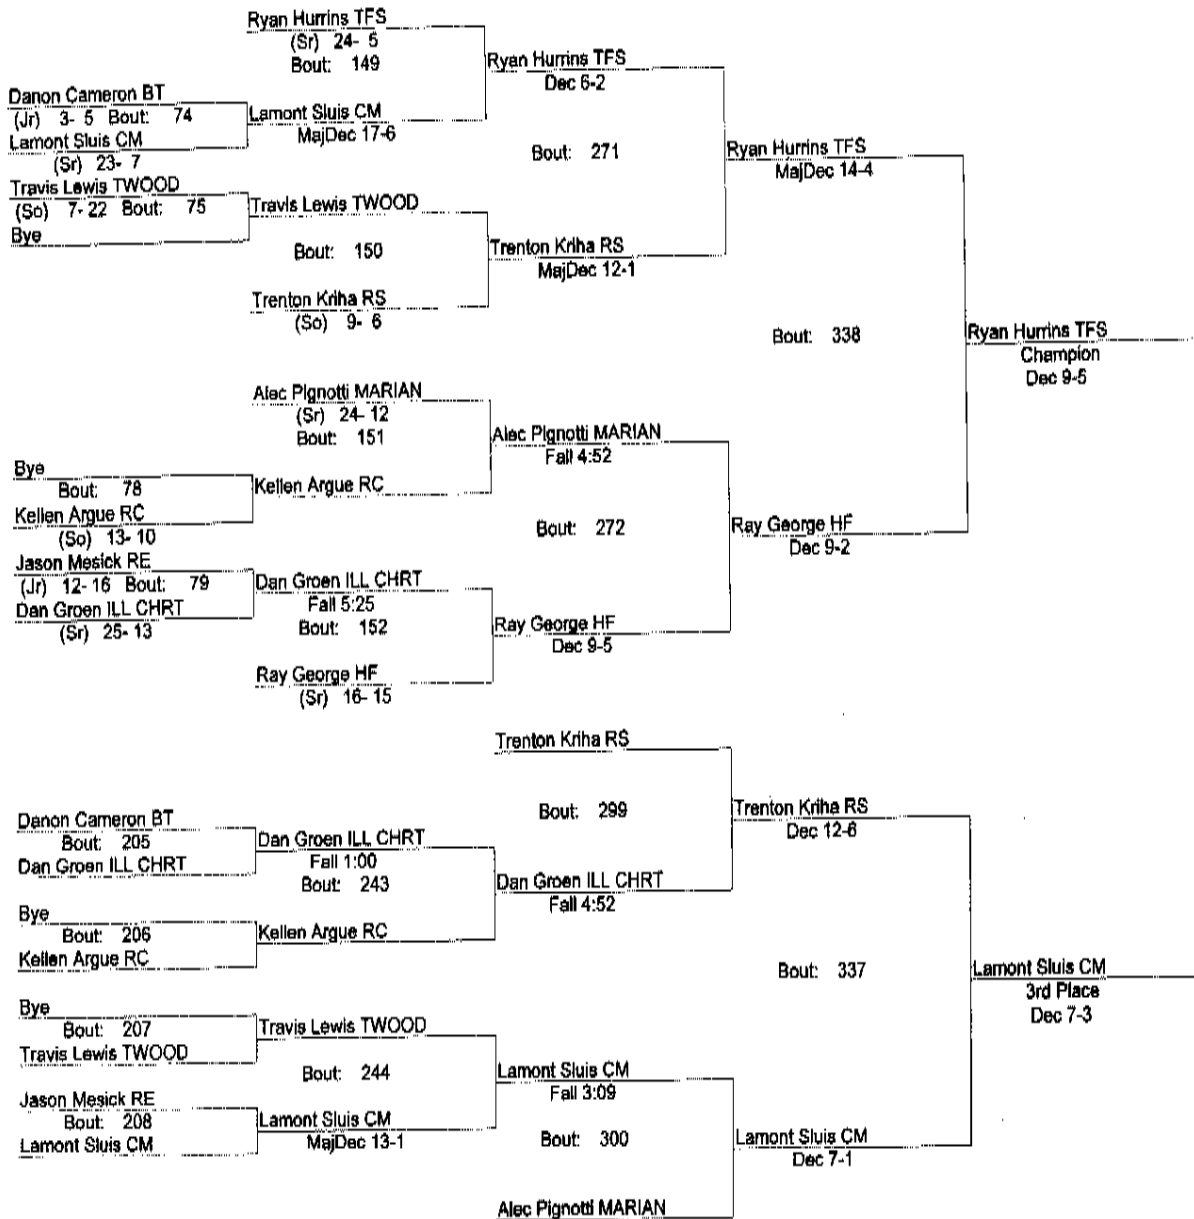 Ryan Hurrins TFS
(Sr) 24- 5
Bout: 149
Ryan Hurrins TFS
Dec 6-2
Danon Cameron BT
(Jr) 3- 5 Bout: 74
Lamont Sluis CM
MajDec 17-6
Lamont Sluis CM
(Sr) 23- 7
Bout: 271
Ryan Hurrins TFS
MajDec 14-4
Travis Lewis TWOOD
(So) 7- 22 Bout: 75
Travis Lewis TWOOD
Bye
Bout: 150
Trenton Kriha RS
MajDec 12-1
Trenton Kriha RS
(So) 9- 6
Bout: 338
Ryan Hurrins TFS
Champion
Dec 9-5
Alec Pignotti MARIAN
(Sr) 24- 12
Bout: 151
Alec Pignotti MARIAN
Fall 4:52
Bye
Bout: 78
Kellen Argue RC
Kellen Argue RC
(So) 13- 10
Bout: 272
Ray George HF
Dec 9-2
Jason Mesick RE
(Jr) 12- 16 Bout: 79
Dan Groen ILL CHRT
Fall 5:25
Dan Groen ILL CHRT
(Sr) 25- 13
Bout: 152
Ray George HF
Dec 9-5
Ray George HF
(Sr) 16- 15
Trenton Kriha RS
Bout: 299
Trenton Kriha RS
Dec 12-6
Danon Cameron BT
Bout: 205
Dan Groen ILL CHRT
Dan Groen ILL CHRT
Fall 1:00
Bout: 243
Dan Groen ILL CHRT
Fall 4:52
Bye
Bout: 206
Kellen Argue RC
Kellen Argue RC
Bout: 337
Lamont Sluis CM
3rd Place
Dec 7-3
Bye
Bout: 207
Travis Lewis TWOOD
Travis Lewis TWOOD
Bout: 244
Lamont Sluis CM
Fall 3:09
Jason Mesick RE
Bout: 208
Lamont Sluis CM
Lamont Sluis CM
MajDec 13-1
Bout: 300
Lamont Sluis CM
Dec 7-1
Alec Pignotti MARIAN